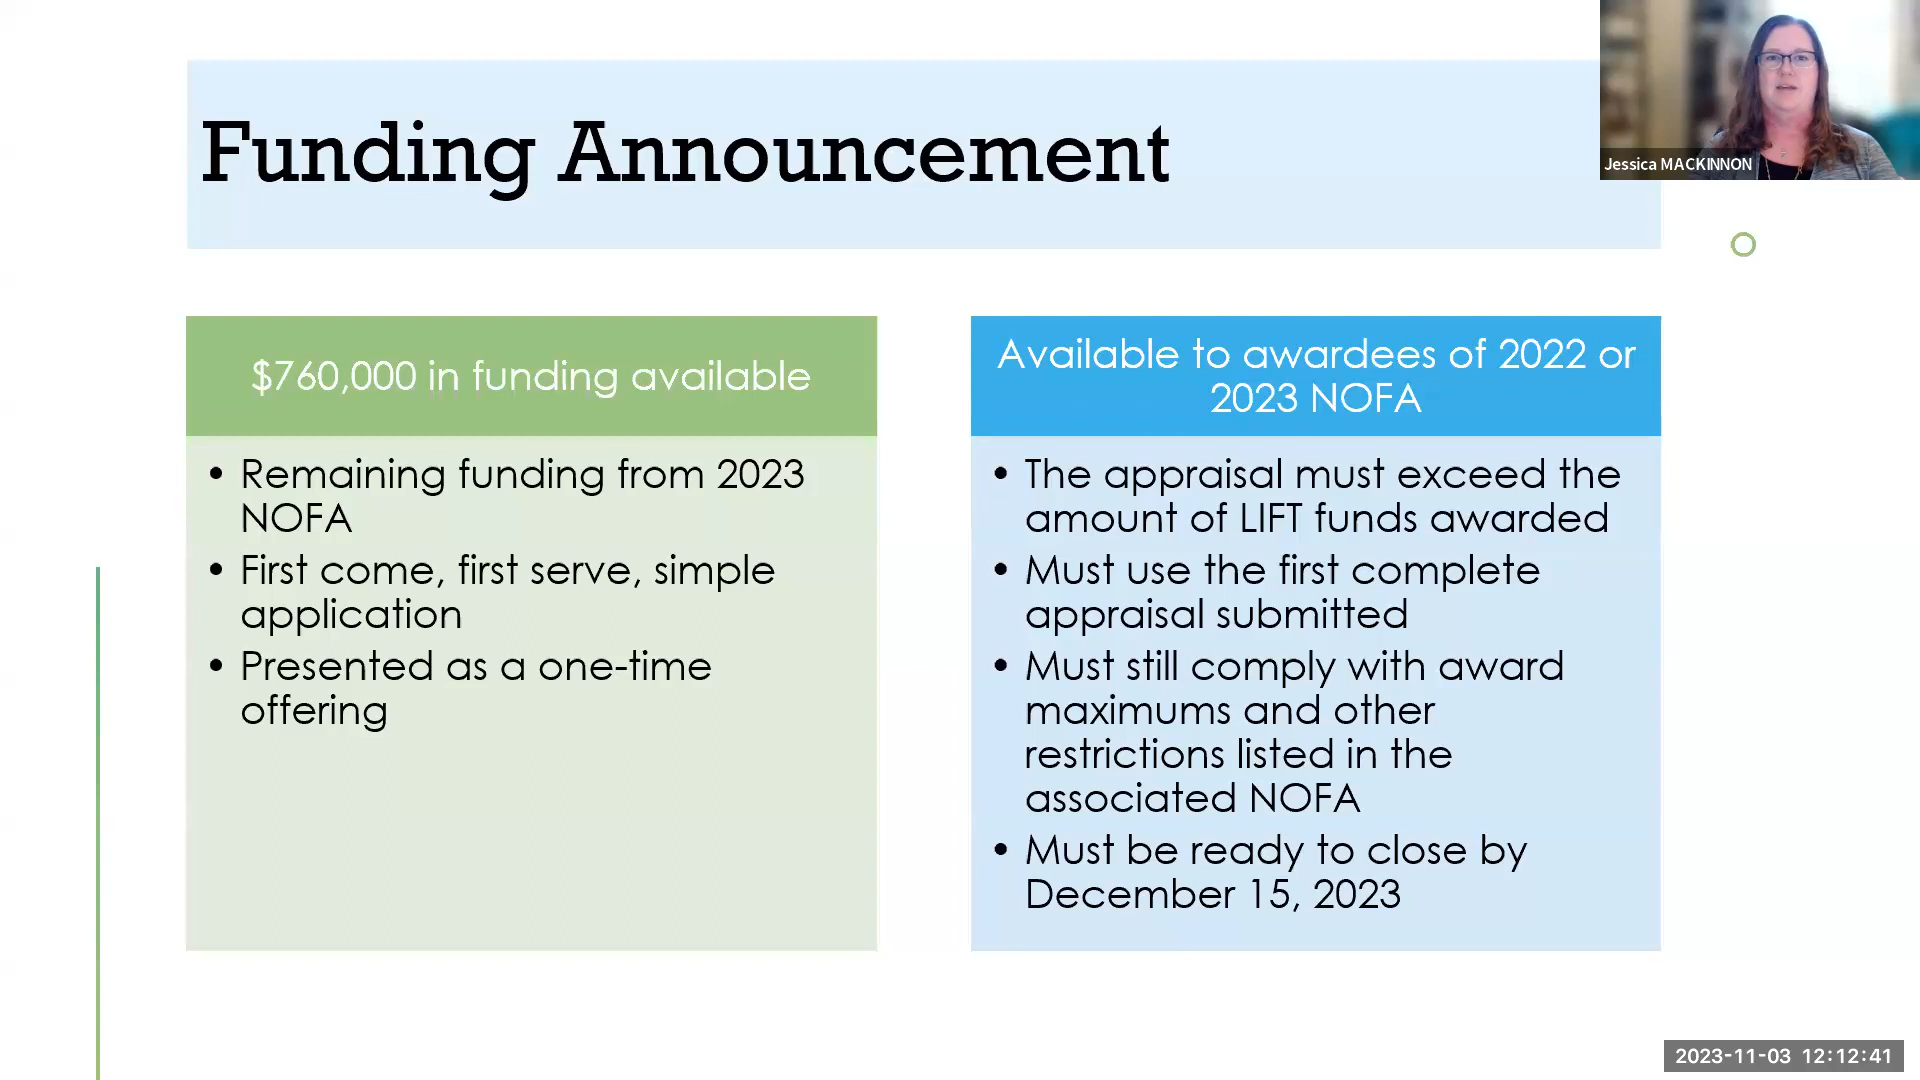 Funding Announcement
Jessica MACKINNON
$760,000 in funding available
• Remaining funding from 2023
NOFA
• First come, first serve, simple
application
• Presented as a one-time
offering
Available to awardees of 2022 or
2023 NOFA
• The appraisal must exceed the
amount of LIFT funds awarded
• Must use the first complete
appraisal submitted
• Must still comply with award
maximums and other
restrictions listed in the
associated NOFA
• Must be ready to close by
December 15, 2023
2023-11-03 12:12:41